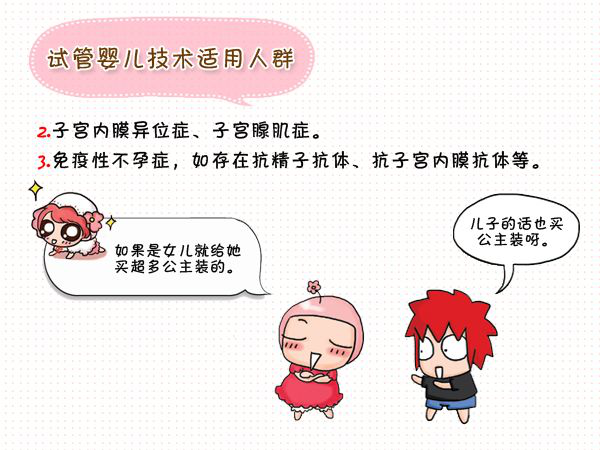 试管婴儿技术适用人群
2.子宫内膜异位症、子宫腺肌症。
3.免疫性不孕症，如存在抗精子抗体、抗子宫内膜抗体等。
如果是女儿就给她
买超多公主装的。
儿子的话也买
公主装呀。